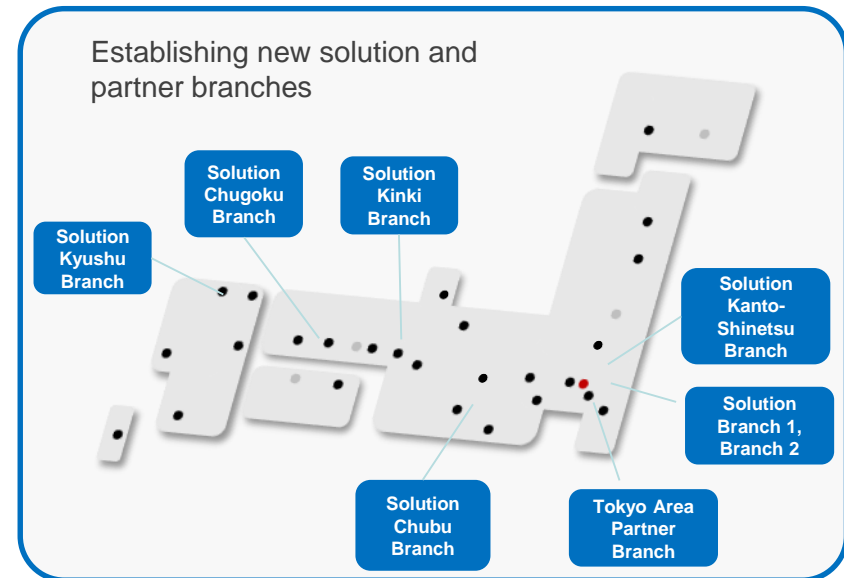 Establishing new solution and
partner branches
Solution
Chugoku
Branch
Solution
Kinki
Branch
Solution
Kyushu
Branch
Solution
Kanto-
Shinetsu
Branch
Solution
Branch 1,
Branch 2
Solution
Chubu
Branch
Tokyo Area
Partner
Branch